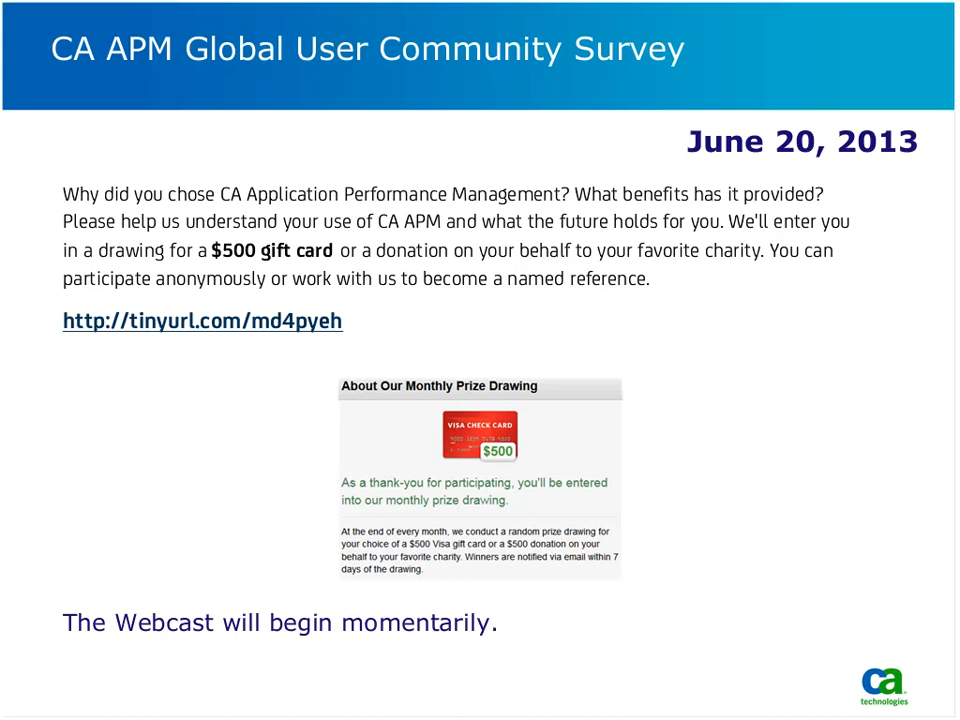 CA APM Global User Community Survey
June 20, 2013
Why did you chose CA Application Performance Management? What benefits has it provided?
Please help us understand your use of CA APM and what the future holds for you. We'll enter you
in a drawing for a $500 gift card or a donation on your behalf to your favorite charity. You can
participate anonymously or work with us to become a named reference.
http://tinyurl.com/md4pyeh
About Our Monthly Prize Drawing
VISA CHECK CARD
$500
As a thank-you for participating, you'll be entered
into our monthly prize drawing.
At the end of every month, we conduct a random prize drawing for
your choice of a $500 Visa gift card or a $500 donation on your
behalf to your favorite charity. Winners are notified via email within 7
days of the drawing.
The Webcast will begin momentarily.
ca
technologies